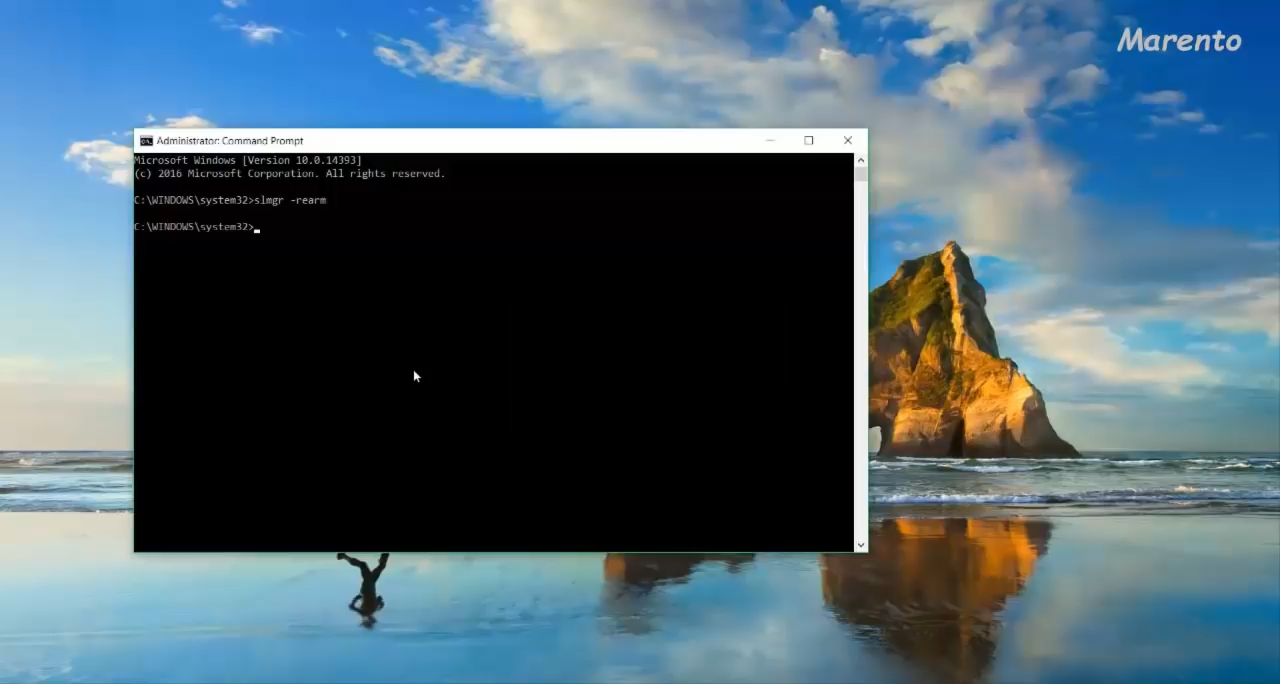 Marento
Administrator: Command Prompt
Microsoft Windows [Version 10.0.14393]
(c) 2016 Microsoft Corporation. All rights reserved.
C:\WINDOWS\system32>slmgr -rearm
C:\WINDOWS\system32>